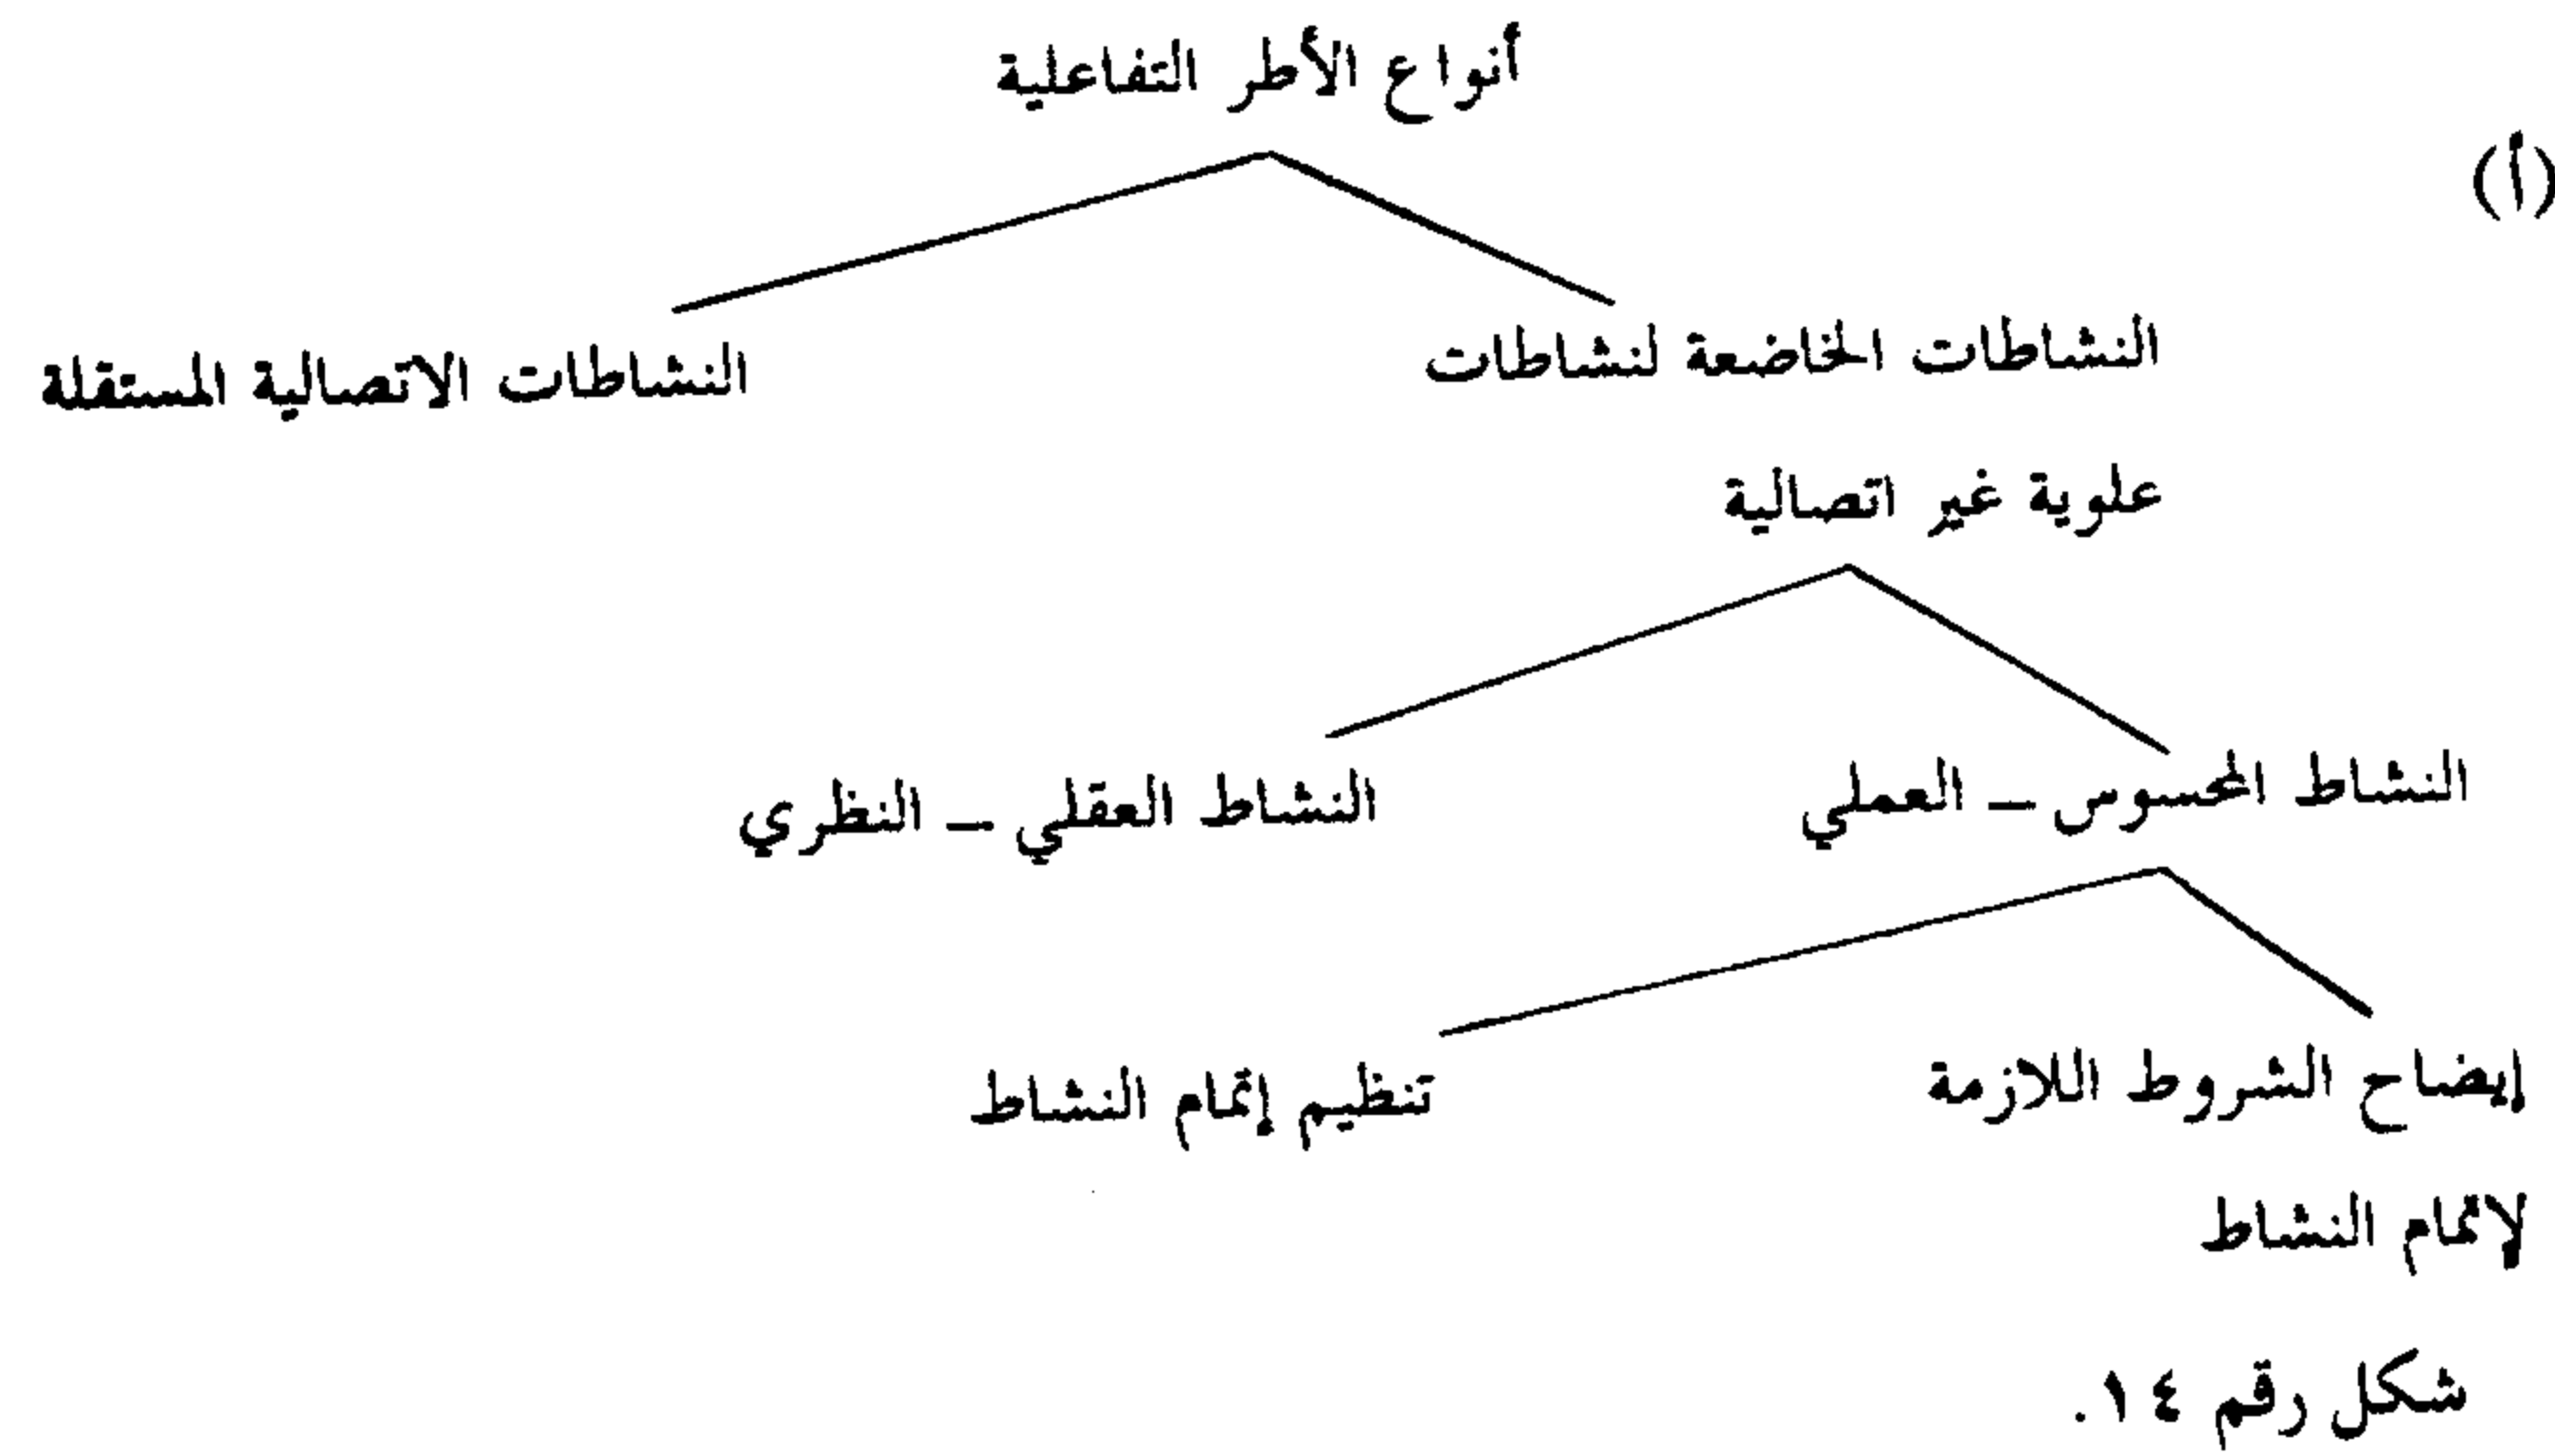 أنواع الأطر التفاعلية
(أ)
النشاطات الخاضعة لنشاطات
النشاطات الاتصالية المستقلة
علوية غير اتصالية
النشاط المحسوس – العملي
النشاط العقلي – النظري
إيضاح الشروط اللازمة
تنظيم إتمام النشاط
لإتمام النشاط
شكل رقم ١٤.